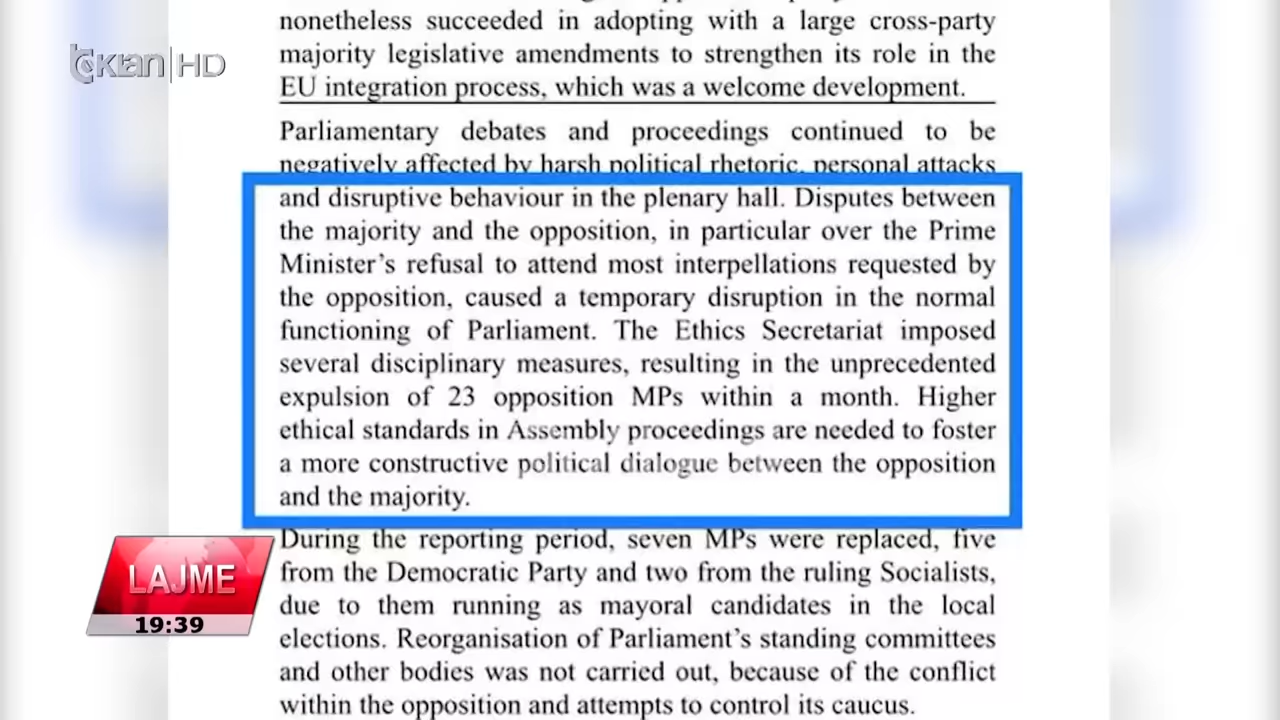 nonetheless succeeded in adopting with a large cross-party
majority legislative amendments to strengthen its role in the
EU integration process, which was a welcome development.
Parliamentary debates and proceedings continued to be
negatively affected by harsh political rhetoric, personal attacks
and disruptive behaviour in the plenary hall. Disputes between
the majority and the opposition, in particular over the Prime
Minister's refusal to attend most interpellations requested by
the opposition, caused a temporary disruption in the normal
functioning of Parliament. The Ethics Secretariat imposed
several disciplinary measures, resulting in the unprecedented
expulsion of 23 opposition MPs within a month. Higher
ethical standards in Assembly proceedings are needed to foster
a more constructive political dialogue between the opposition
and the majority.
During the reporting period, seven MPs were replaced, five
from the Democratic Party and two from the ruling Socialists,
due to them running as mayoral candidates in the local
elections. Reorganisation of Parliament's standing committees
and other bodies was not carried out, because of the conflict
within the opposition and attempts to control its caucus.
tv klan HD
LAJME
19:39